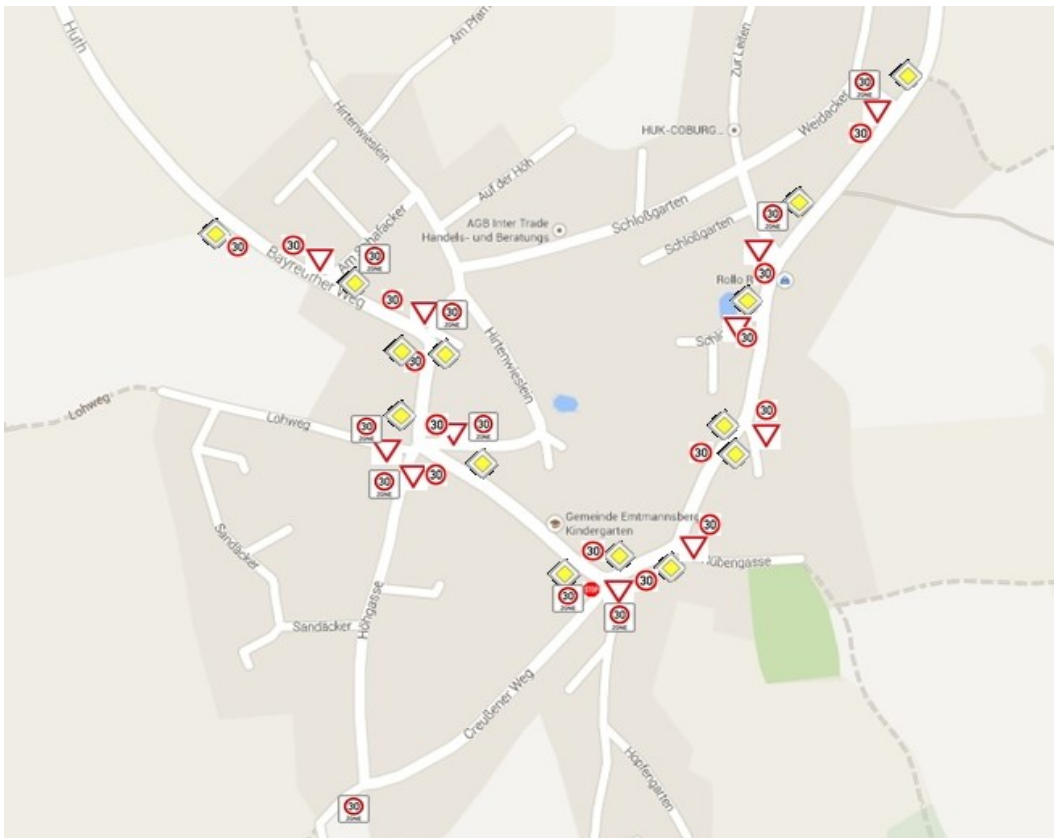 Huth
Am Pfarr
Hirtenwieslein
Zur Leiten
30
ZONE
30
Weidacker
HUK-COBURG...
Auf der Höh
Schloßgarten
30
ZONE
Schloßgarten
AGB Inter Trade
Handels- und Beratungs
30
30
30
ZONE
Bayreuther Weg
30
Rollo R
30
30
ZONE
30
30
Hirtenwieslein
Lohweg
Lohweg
30
ZONE
30
30
ZONE
30
30
30
ZONE
30
Sandäcker
Gemeinde Emtmannsberg
Kindergarten
30
30
30
30
ZONE
STOP
30
ZONE
Sandäcker
Höhgasse
Creußener Weg
Hopfengarten
30
ZONE